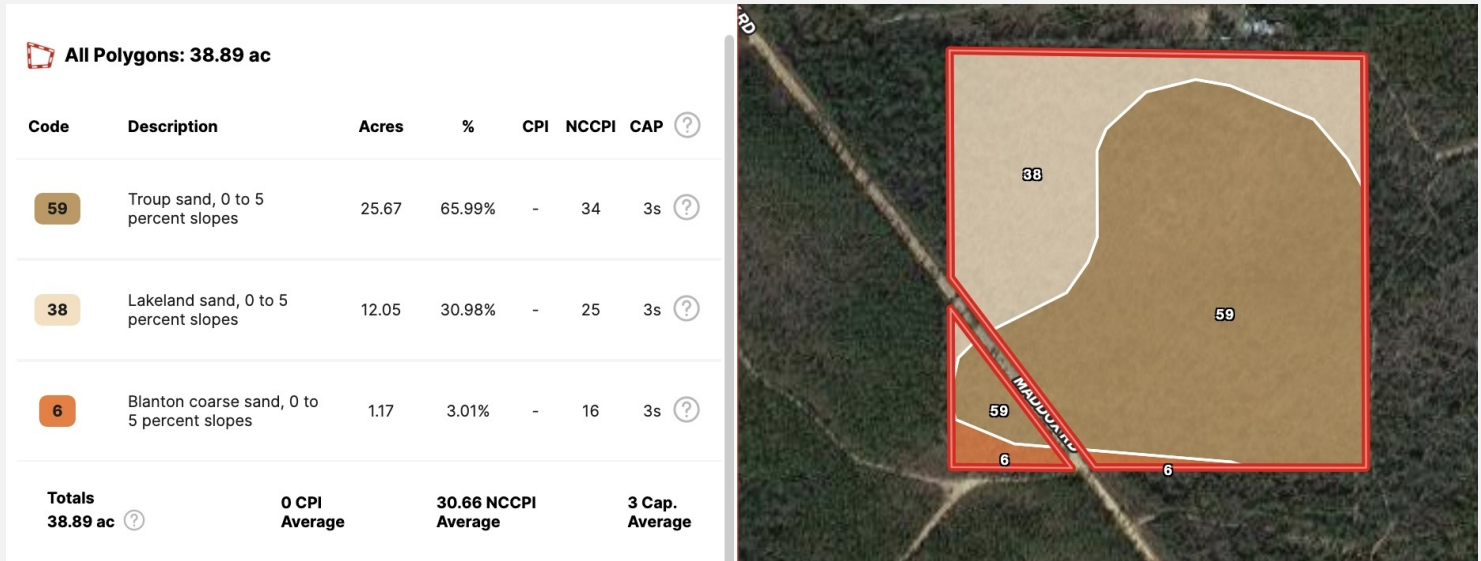 All Polygons: 38.89 ac
Code Description Acres % CPI NCCPI CAP ?
59 Troup sand, 0 to 5 percent slopes 25.67 65.99% - 34 3s ?
38 Lakeland sand, 0 to 5 percent slopes 12.05 30.98% - 25 3s ?
6 Blanton coarse sand, 0 to 5 percent slopes 1.17 3.01% - 16 3s ?
Totals 0 CPI 30.66 NCCPI 3 Cap.
38.89 ac ? Average Average Average
RD
38
59
59
MADDOX RD
6
6